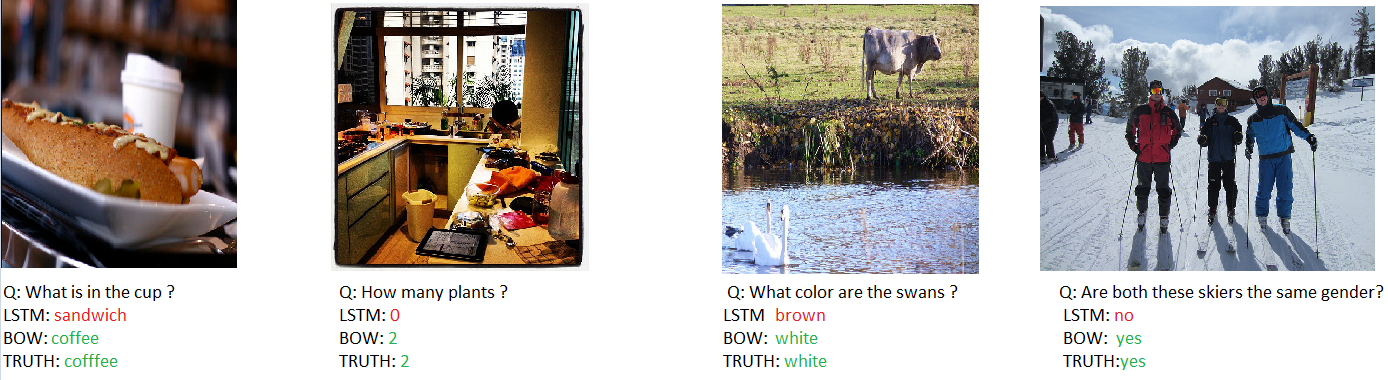 Q: What is in the cup ?
LSTM: sandwich
BOW: coffee
TRUTH: cofffee
Q: How many plants ?
LSTM: 0
BOW: 2
TRUTH: 2
Q: What color are the swans ?
LSTM brown
BOW: white
TRUTH: white
Q: Are both these skiers the same gender?
LSTM: no
BOW: yes
TRUTH:yes